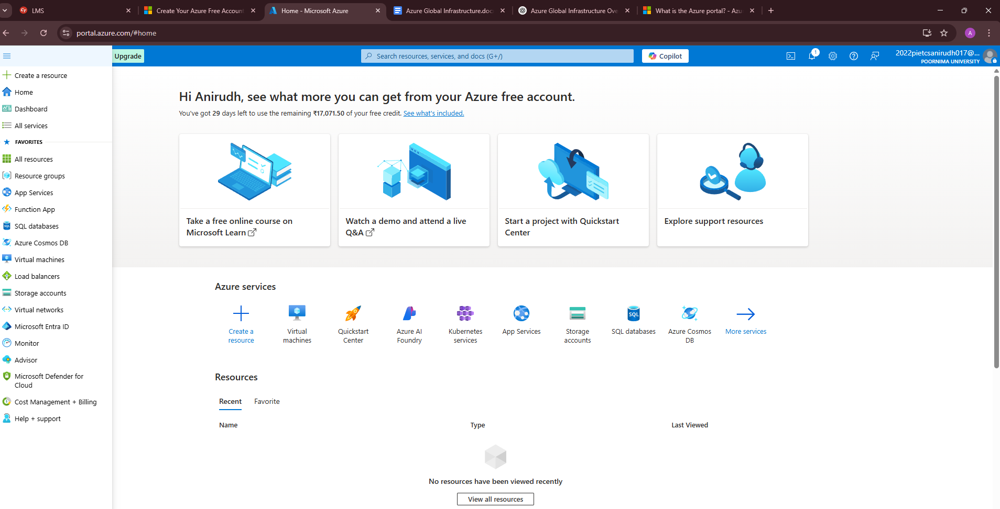 LMS
Create Your Azure Free Account
Home - Microsoft Azure
Azure Global Infrastructure.doc
Azure Global Infrastructure Ove
What is the Azure portal? - Azu
portal.azure.com/#home
A
Upgrade
Search resources, services, and docs (G+/)
Copilot
1
2022pietcsanirudh017@...
POORNIMA UNIVERSITY
Create a resource
Home
Dashboard
All services
FAVORITES
All resources
Resource groups
App Services
Function App
SQL databases
Azure Cosmos DB
Virtual machines
Load balancers
Storage accounts
Virtual networks
Microsoft Entra ID
Monitor
Advisor
Microsoft Defender for
Cloud
Cost Management + Billing
Help + support
Hi Anirudh, see what more you can get from your Azure free account.
You've got 29 days left to use the remaining ₹17,071.50 of your free credit. See what's included.
Take a free online course on
Microsoft Learn
Watch a demo and attend a live
Q&A
Start a project with Quickstart
Center
Explore support resources
Azure services
Create a
resource
Virtual
machines
Quickstart
Center
Azure AI
Foundry
Kubernetes
services
App Services
Storage
accounts
SQL
SQL databases
Azure Cosmos
DB
More services
Resources
Recent
Favorite
Name
Type
Last Viewed
No resources have been viewed recently
View all resources